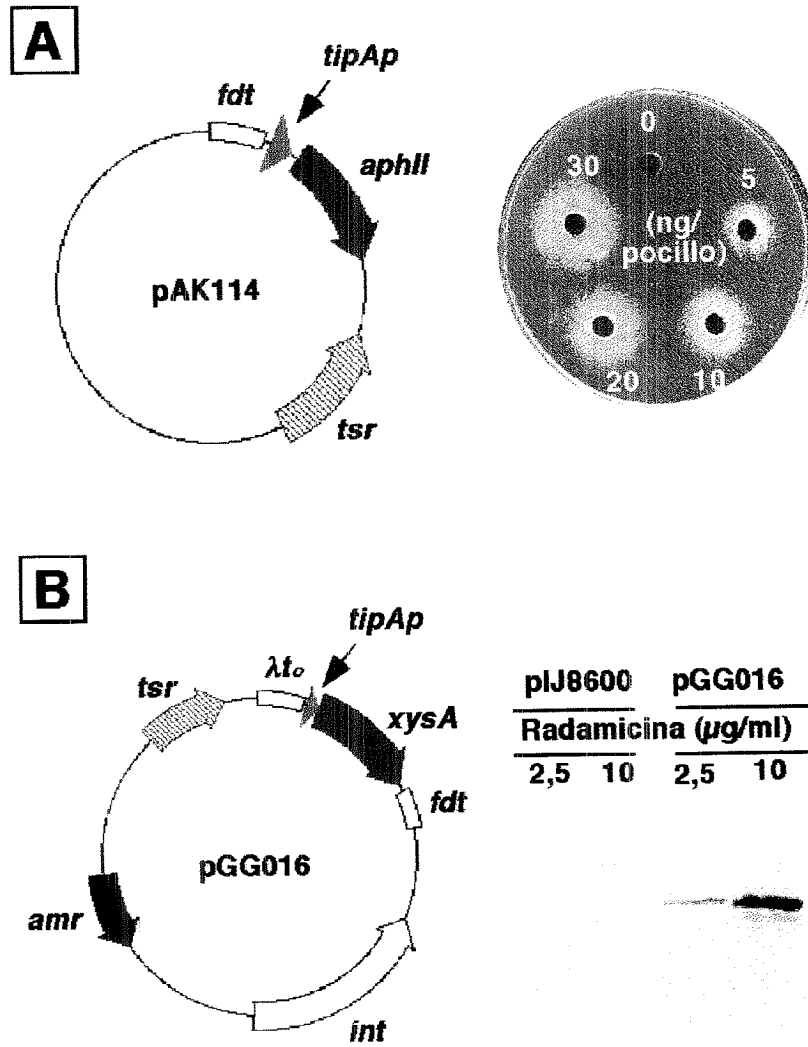 A
tipAp
fdt
aphII
pAK114
tsr
0
30
5
(ng/
pocillo)
20
10
B
tipAp
λto
tsr
xysA
fdt
pGG016
amr
int
pIJ8600 pGG016
Radamicina (µg/ml)
2,5 10 2,5 10